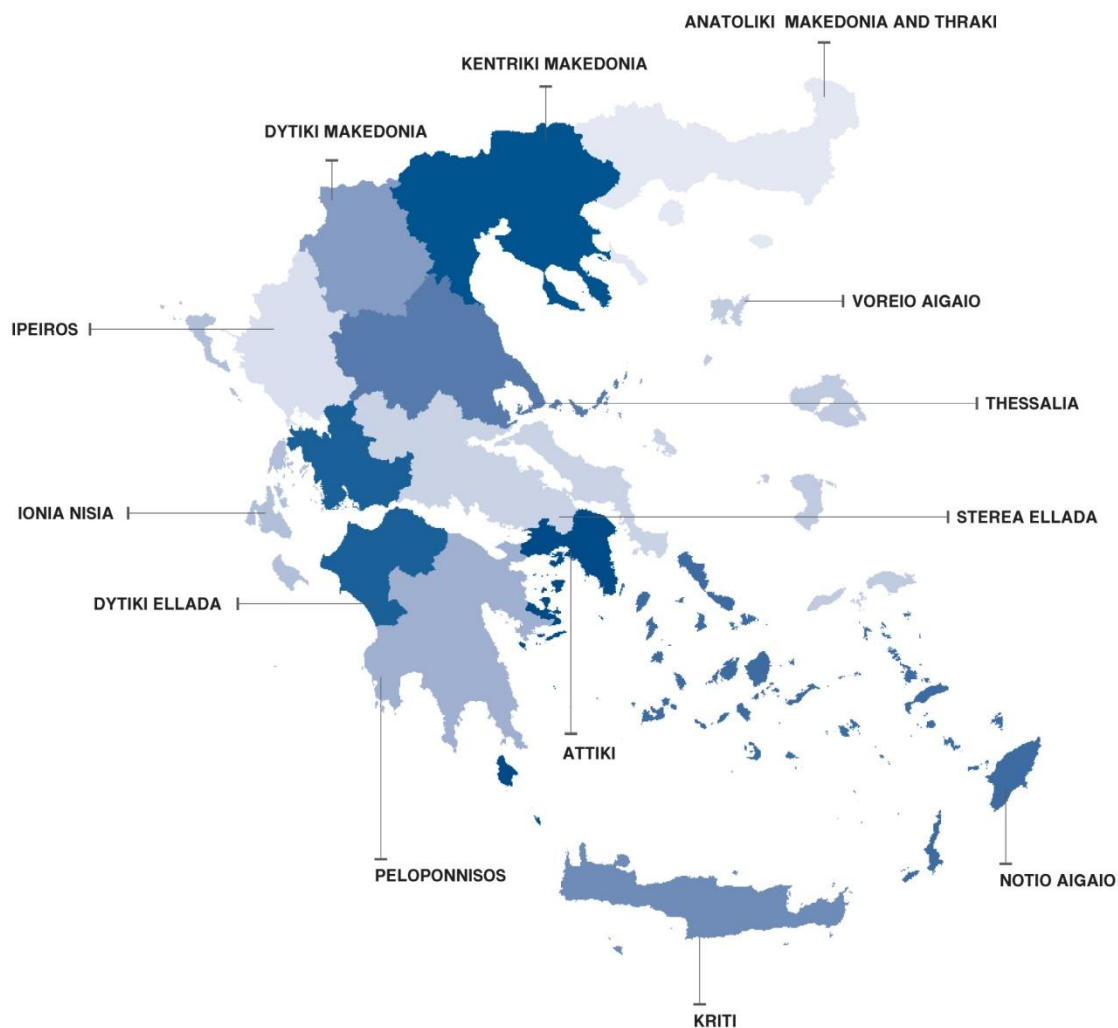 ANATOLIKI MAKEDONIA AND THRAKI
KENTRIKI MAKEDONIA
DYTIKI MAKEDONIA
VOREIO AIGAIO
IPEIROS
THESSALIA
IONIA NISIA
STEREA ELLADA
DYTIKI ELLADA
ATTIKI
PELOPONNISOS
NOTIO AIGAIO
KRITI